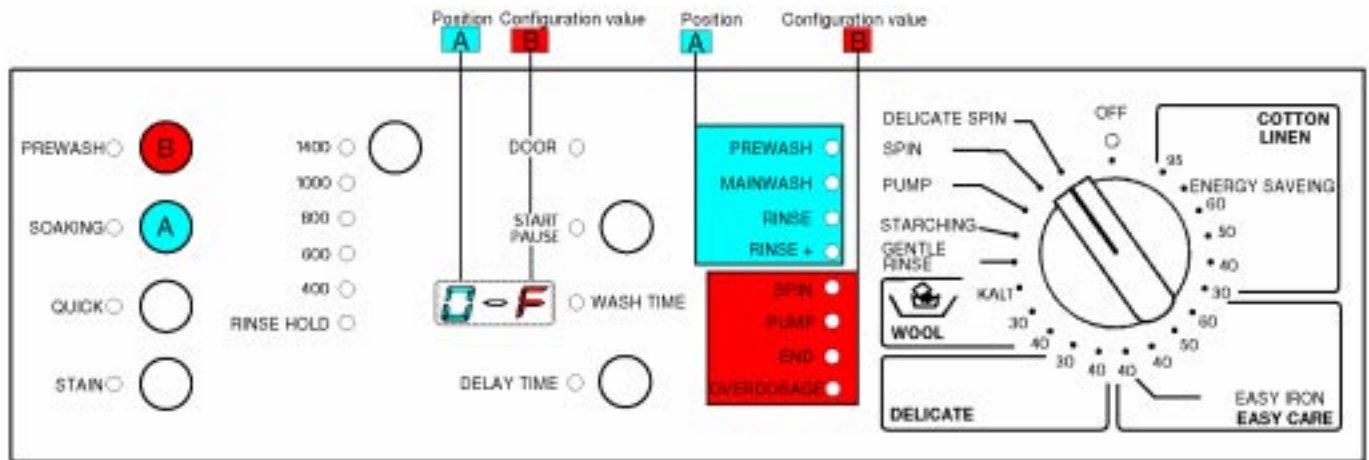 Position Configuration value
A B
Position Configuration value
A B
PREWASH B
SOAKING A
QUICK
STAIN
1400
1000
800
600
400
RINSE HOLD
DOOR
START
PAUSE
0-F WASH TIME
DELAY TIME
PREWASH
MAINWASH
RINSE
RINSE +
SPIN
PUMP
END
OVERDOSAGE
DELICATE SPIN
SPIN
PUMP
STARCHING
GENTLE
RINSE
KALT
30
40
WOOL
30
40
DELICATE
OFF
COTTON
LINEN
95
ENERGY SAVEING
60
50
40
30
60
50
40
40
EASY IRON
EASY CARE